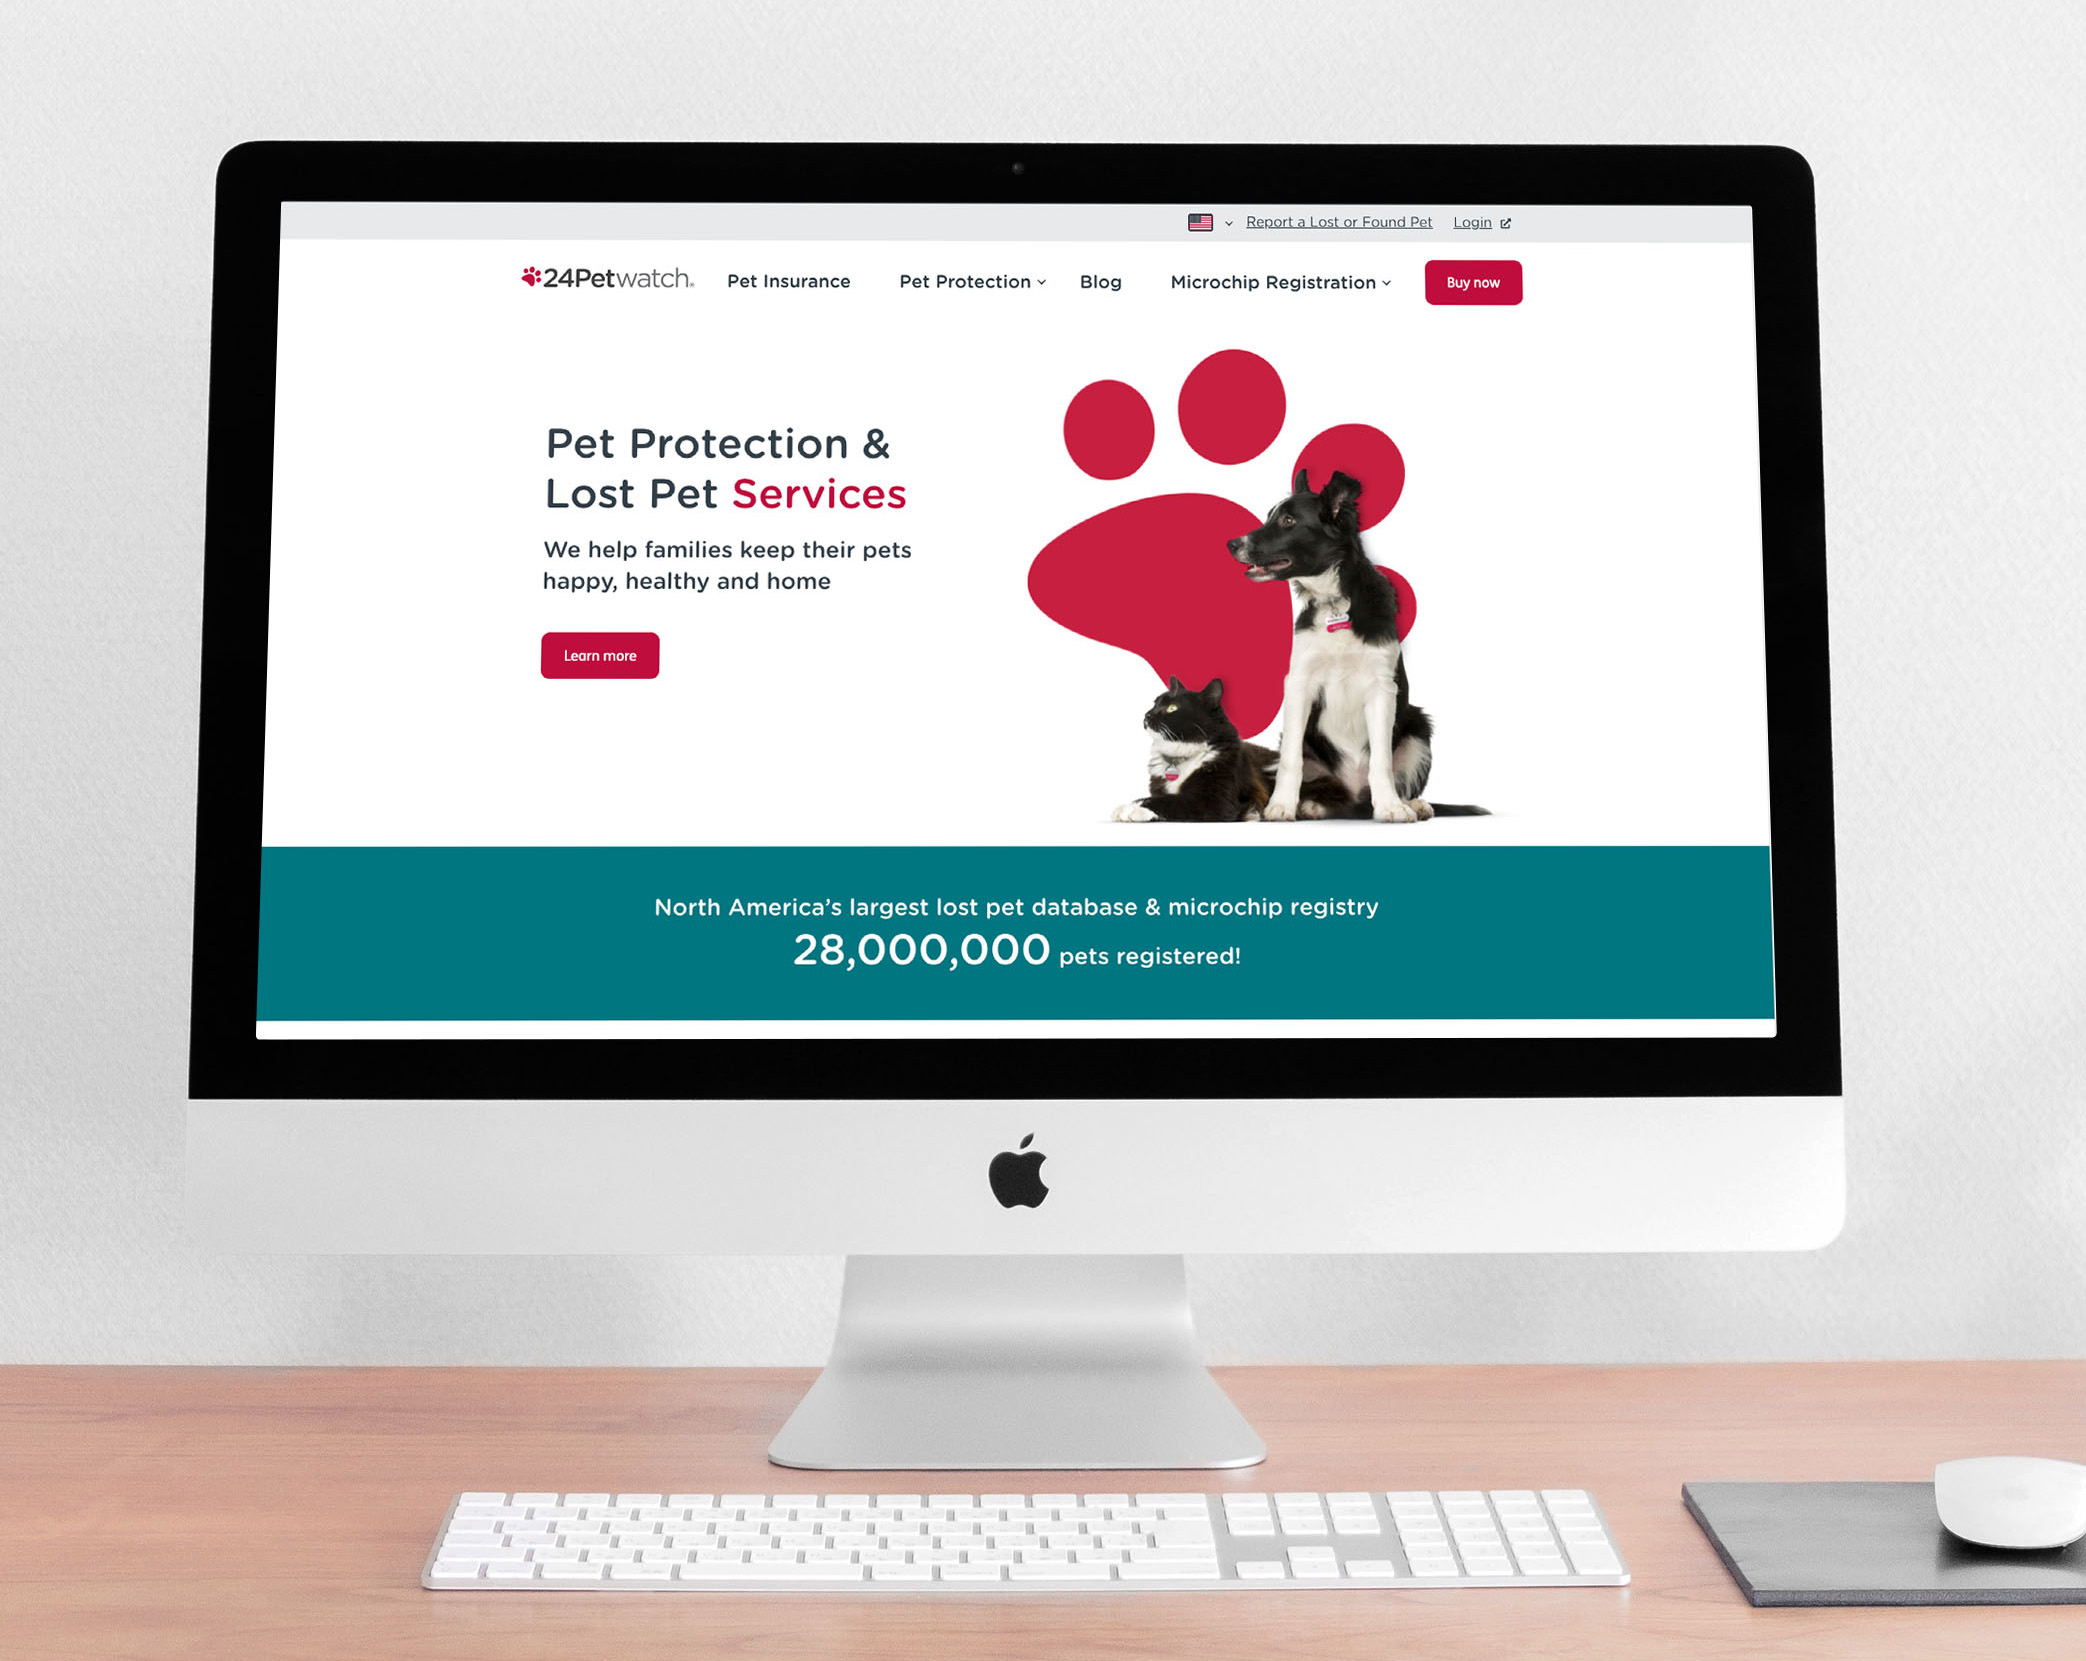 Report a Lost or Found Pet Login
24Petwatch® Pet Insurance Pet Protection Blog Microchip Registration Buy now
Pet Protection &
Lost Pet Services
We help families keep their pets
happy, healthy and home
Learn more
North America’s largest lost pet database & microchip registry
28,000,000 pets registered!